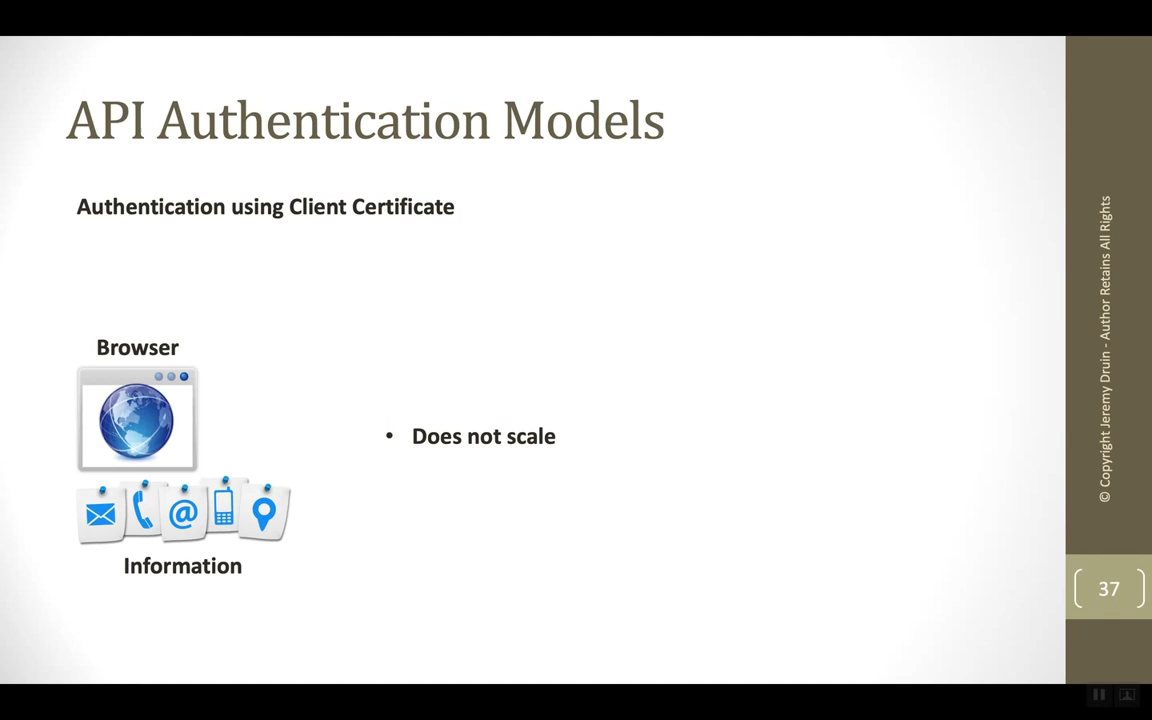 API Authentication Models
Authentication using Client Certificate
Browser
• Does not scale
@
Information
© Copyright Jeremy Druin - Author Retains All Rights
37